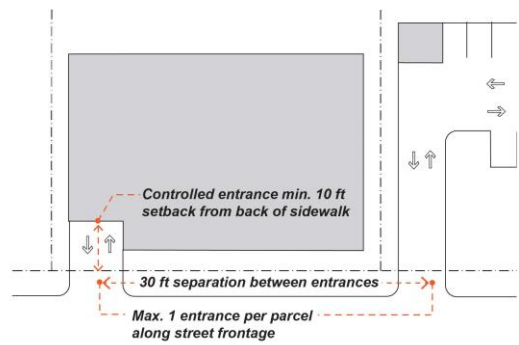 Controlled entrance min. 10 ft
setback from back of sidewalk
30 ft separation between entrances
Max. 1 entrance per parcel
along street frontage